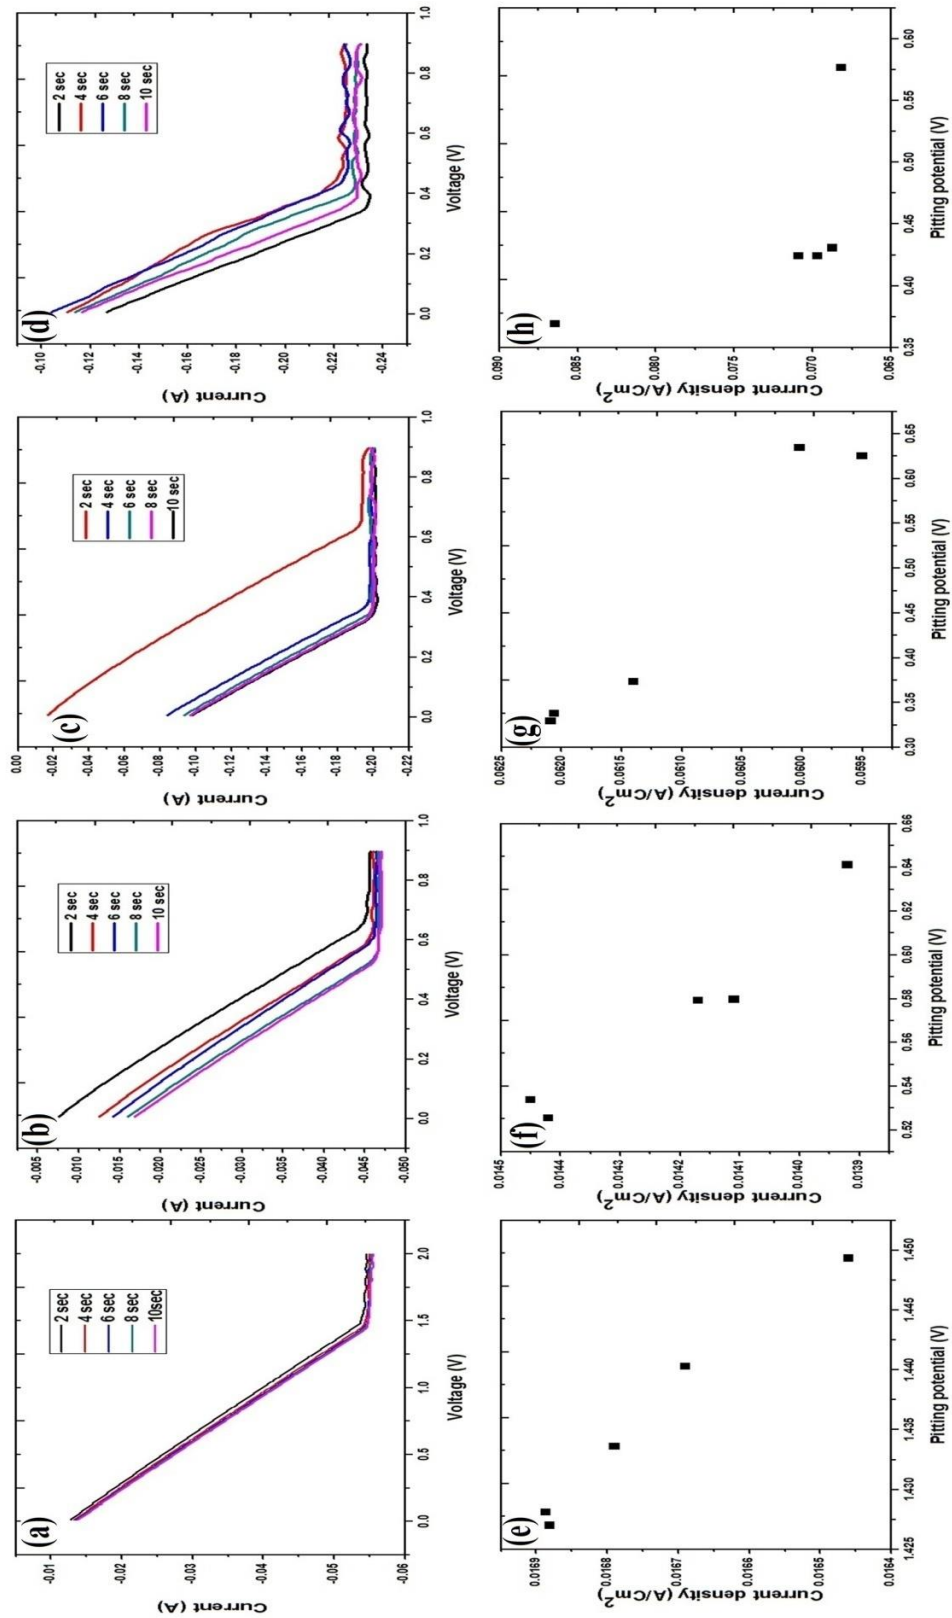 (a)
2 sec
4 sec
6 sec
8 sec
10sec
Current (A)
-0.01
-0.02
-0.03
-0.04
-0.05
-0.06
0.0 0.5 1.0 1.5 2.0
Voltage (V)
(b)
2 sec
4 sec
6 sec
8 sec
10 sec
Current (A)
-0.005
-0.010
-0.015
-0.020
-0.025
-0.030
-0.035
-0.040
-0.046
-0.050
0.0 0.2 0.4 0.6 0.8 1.0
Voltage (V)
(c)
2 sec
4 sec
6 sec
8 sec
10 sec
Current (A)
0.00
-0.02
-0.04
-0.06
-0.08
-0.10
-0.12
-0.14
-0.16
-0.18
-0.20
-0.22
0.0 0.2 0.4 0.6 0.8 1.0
Voltage (V)
(d)
2 sec
4 sec
6 sec
8 sec
10 sec
Current (A)
-0.10
-0.12
-0.14
-0.16
-0.18
-0.20
-0.22
-0.234
-0.24
0.0 0.2 0.4 0.6 0.8 1.0
Voltage (V)
(e)
Current density (A/Cm2)
0.0169
0.0168
0.0167
0.0166
0.0165
0.0164
1.425 1.430 1.435 1.440 1.445 1.450
Pitting potential (V)
(f)
Current density (A/Cm2)
0.0145
0.0144
0.0143
0.0142
0.0141
0.0140
0.0139
0.52 0.54 0.56 0.58 0.60 0.62 0.64 0.66
Pitting potential (V)
(g)
Current density (A/Cm2)
0.0625
0.0620
0.0615
0.0610
0.0605
0.0600
0.0595
0.30 0.35 0.40 0.45 0.50 0.55 0.60 0.65
Pitting potential (V)
(h)
Current density (A/Cm2)
0.090
0.085
0.080
0.075
0.070
0.065
0.35 0.40 0.45 0.50 0.55 0.60
Pitting potential (V)